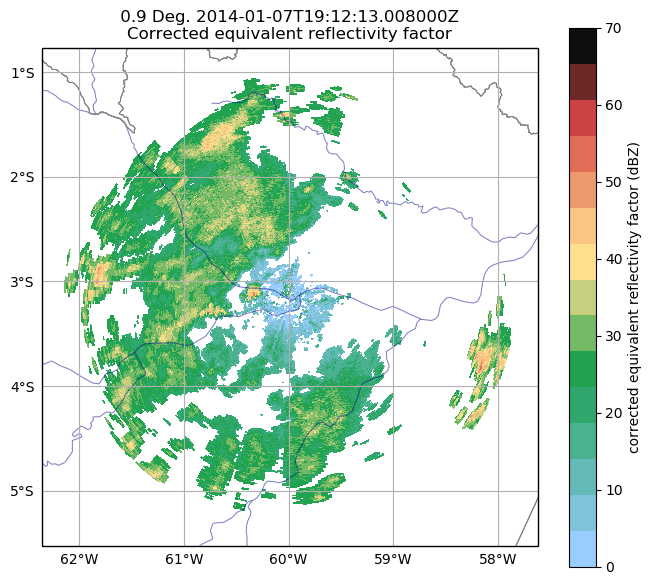 0.9 Deg. 2014-01-07T19:12:13.008000Z
Corrected equivalent reflectivity factor
1°S
2°S
3°S
4°S
5°S
62°W
61°W
60°W
59°W
58°W
70
60
50
40
30
20
10
0
corrected equivalent reflectivity factor (dBZ)